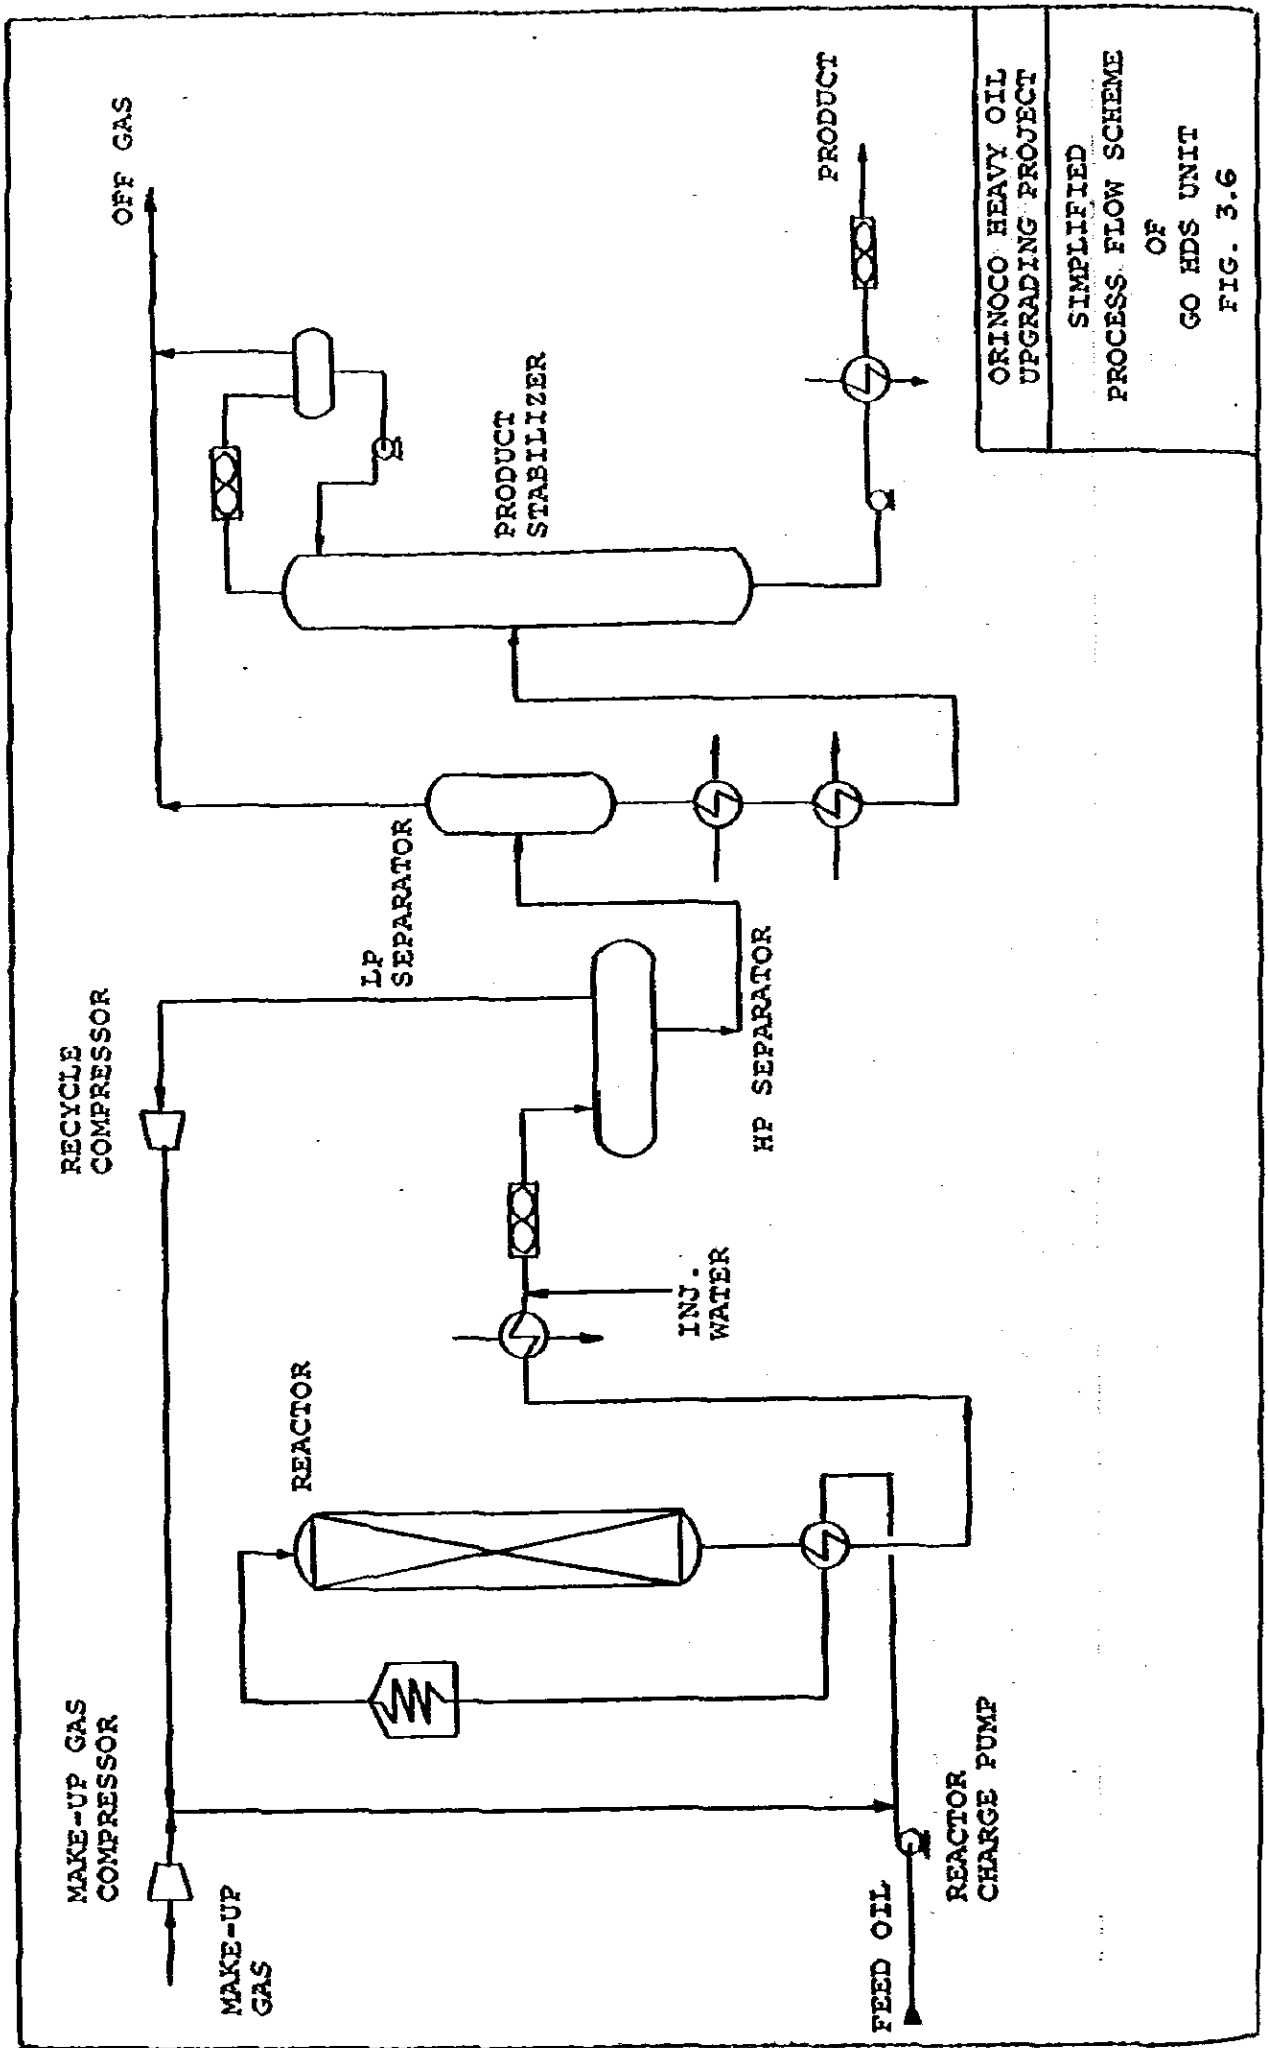 MAKE-UP GAS
COMPRESSOR
MAKE-UP
GAS
RECYCLE
COMPRESSOR
OFF GAS
REACTOR
LP
SEPARATOR
PRODUCT
STABILIZER
INJ.
WATER
HP SEPARATOR
PRODUCT
FEED OIL
REACTOR
CHARGE PUMP
ORINOCO HEAVY OIL
UPGRADING PROJECT
SIMPLIFIED
PROCESS FLOW SCHEME
OF
GO HDS UNIT
FIG. 3.6